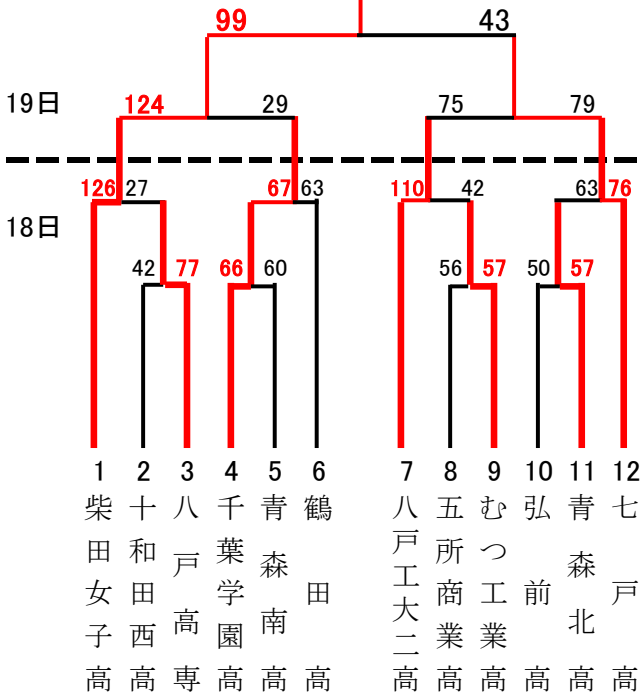 99 43
19日 124 29 75 79
126 27 67 63 110 42 63 76
18日
42 77 66 60 56 57 50 57
1 2 3 4 5 6 7 8 9 10 11 12
柴田女子高
十和田西高
八戸高専
千葉学園高
青森南高
鶴田高
八戸工大二高
五所商業高
むつ工業高
弘前高
青森北高
七戸高